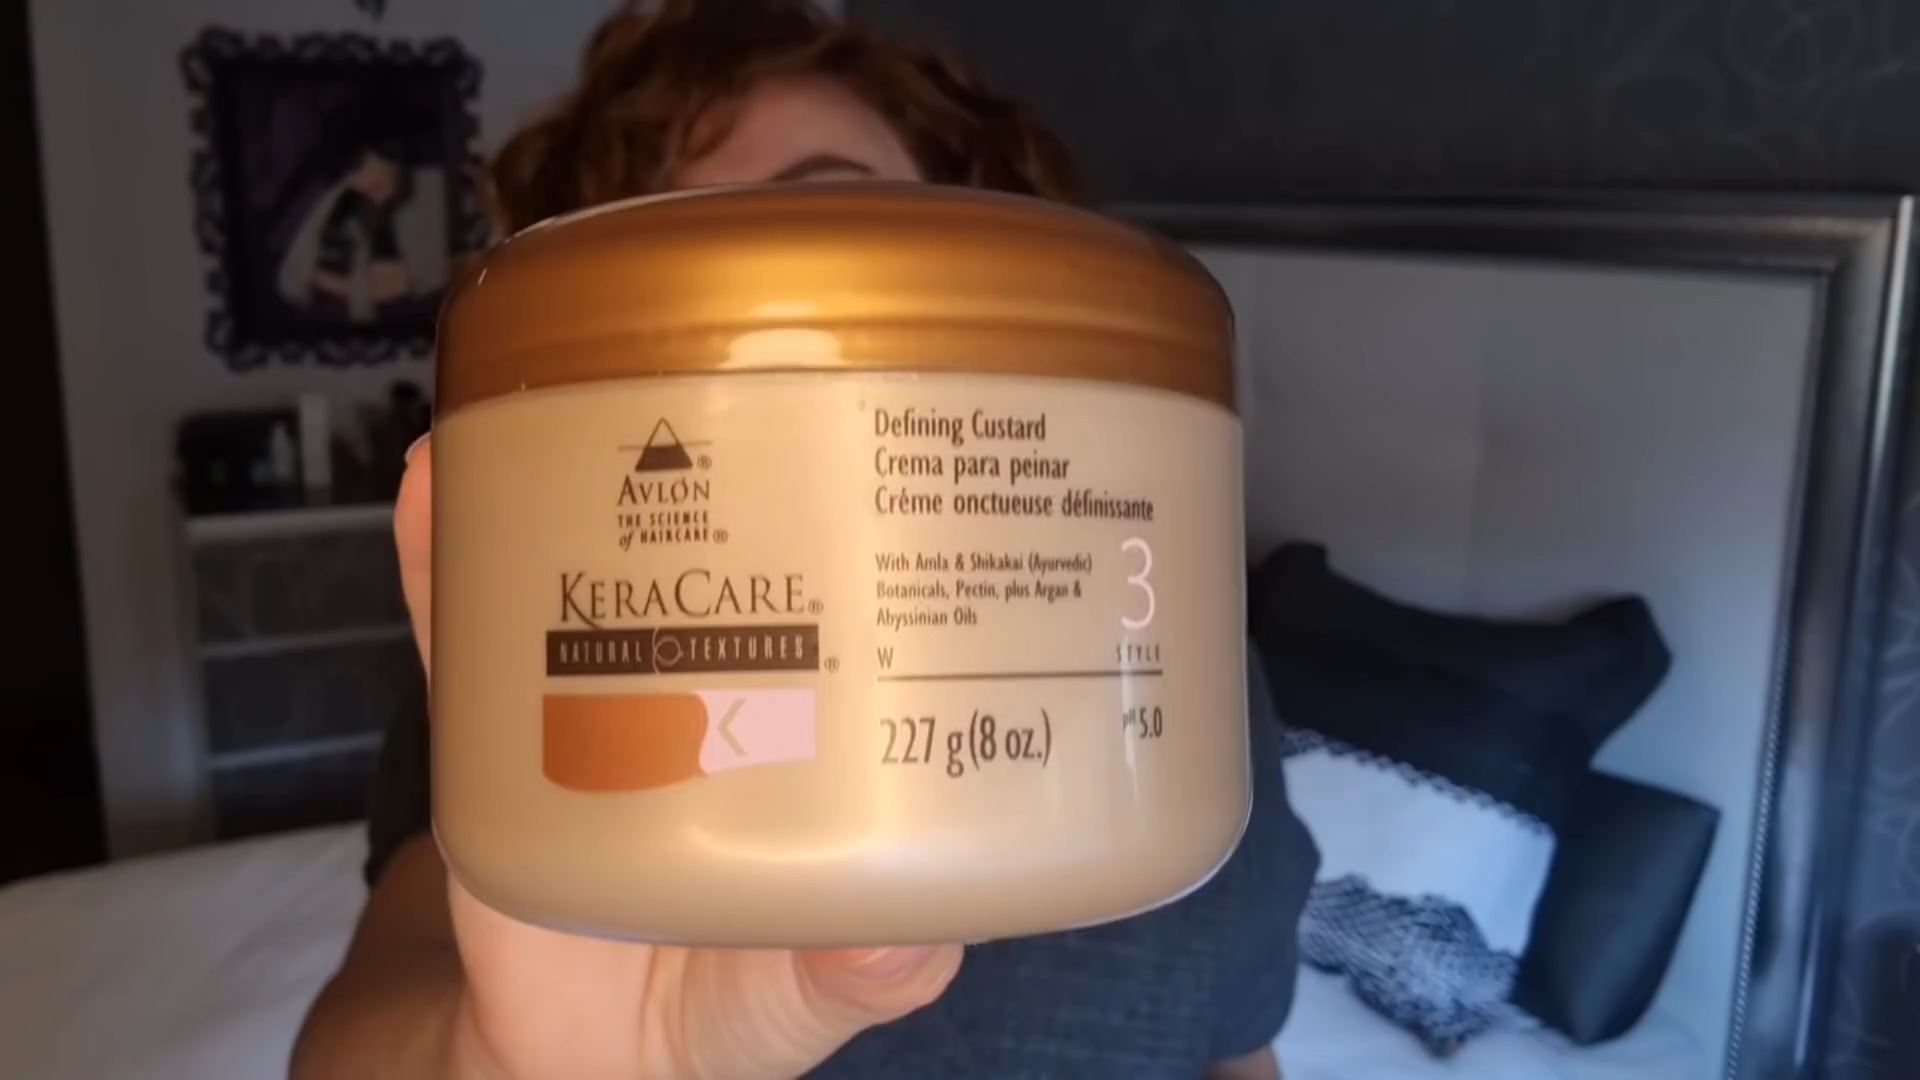 AVLON®
THE SCIENCE
of HAIRCARE®
KERACARE®
NATURAL TEXTURES®
Defining Custard
Crema para peinar
Créme onctueuse définissante
With Amla & Shikakai (Ayurvedic)
Botanicals, Pectin, plus Argan &
Abyssinian Oils
3
W
STYLE
227 g (8 oz.)
pH 5.0